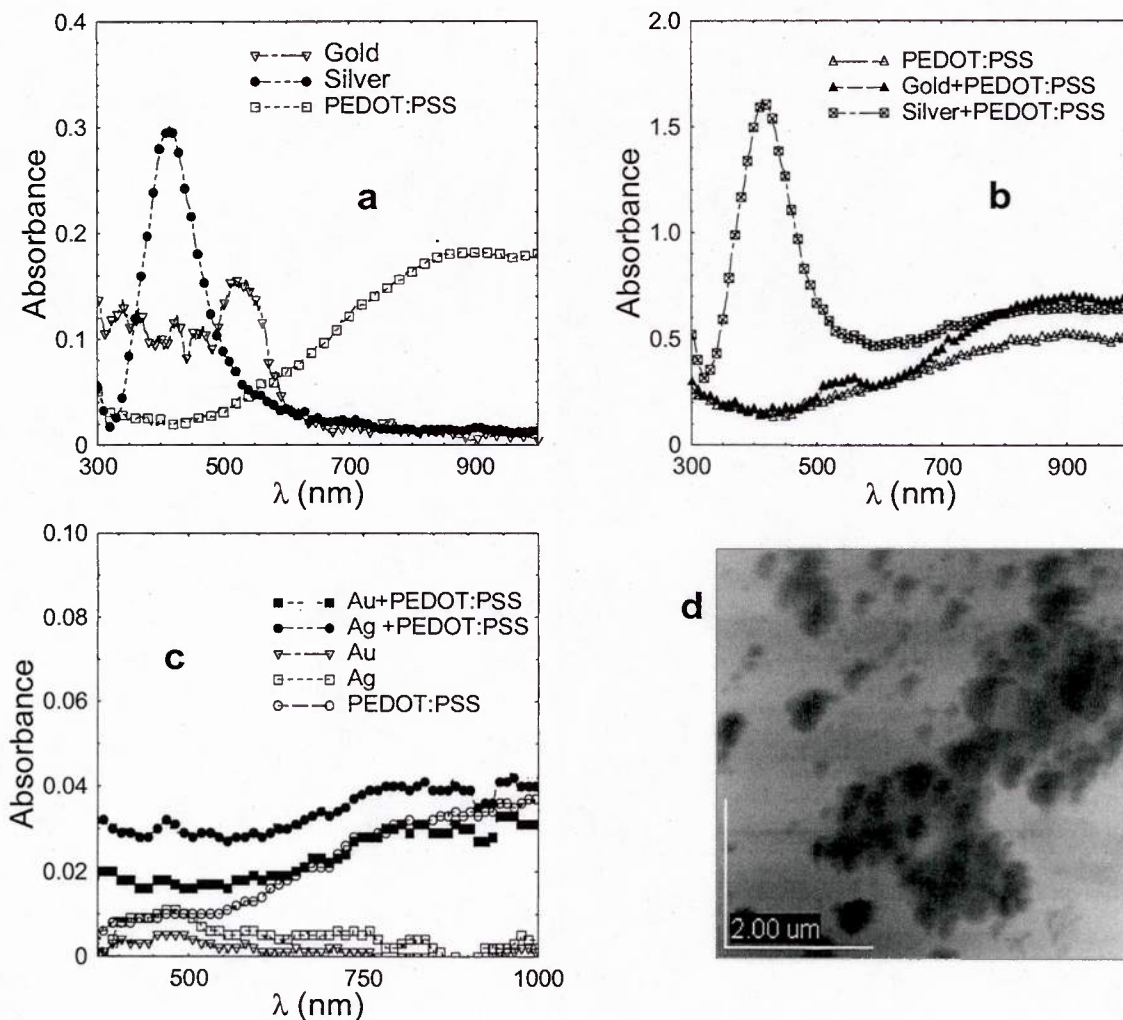 0.4
Gold
Silver
PEDOT:PSS
0.3
a
0.2
0.1
0
300 500 700 900
Absorbance
λ (nm)
2.0
PEDOT:PSS
Gold+PEDOT:PSS
Silver+PEDOT:PSS
1.5
b
1.0
0.5
0
300 500 700 900
Absorbance
λ (nm)
0.10
Au+PEDOT:PSS
Ag +PEDOT:PSS
Au
Ag
PEDOT:PSS
0.08
c
0.06
0.04
0.02
0
500 750 1000
Absorbance
λ (nm)
d
2.00 um